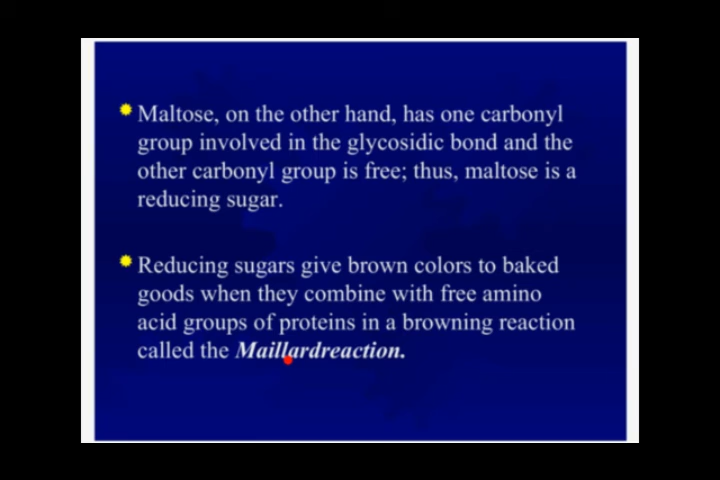 Maltose, on the other hand, has one carbonyl
group involved in the glycosidic bond and the
other carbonyl group is free; thus, maltose is a
reducing sugar.
Reducing sugars give brown colors to baked
goods when they combine with free amino
acid groups of proteins in a browning reaction
called the Maillardreaction.